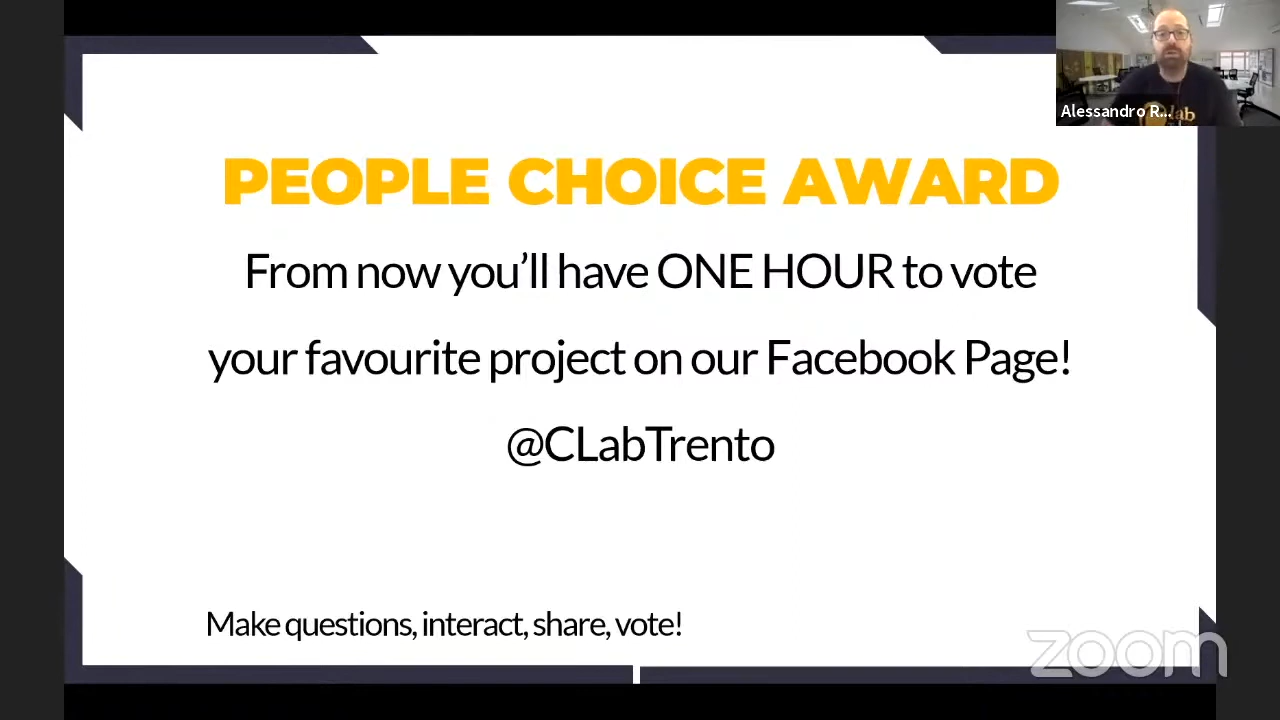 Alessandro R...
lab
PEOPLE CHOICE AWARD
From now you'll have ONE HOUR to vote
your favourite project on our Facebook Page!
@CLabTrento
Make questions, interact, share, vote!
zoom